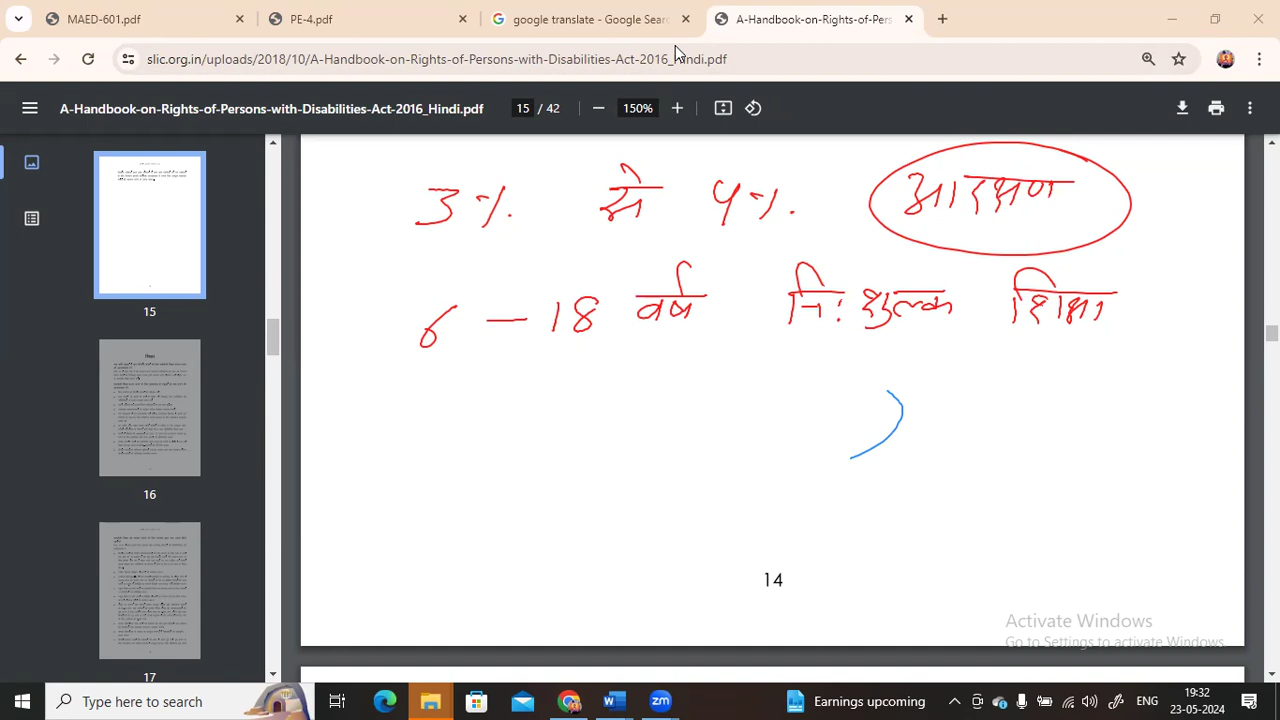 MAED-601.pdf
PE-4.pdf
google translate - Google Sear
A-Handbook-on-Rights-of-Pers
slic.org.in/uploads/2018/10/A-Handbook-on-Rights-of-Persons-with-Disabilities-Act-2016_Hindi.pdf
A-Handbook-on-Rights-of-Persons-with-Disabilities-Act-2016_Hindi.pdf
15 / 42
150%
3%. से 4%. आरक्षण
6 — 18 वर्ष नि:शुल्क शिक्षा
15
16
17
14
Activate Windows
Go to Settings to activate Windows.
Type here to search
Earnings upcoming
ENG
19:32
23-05-2024